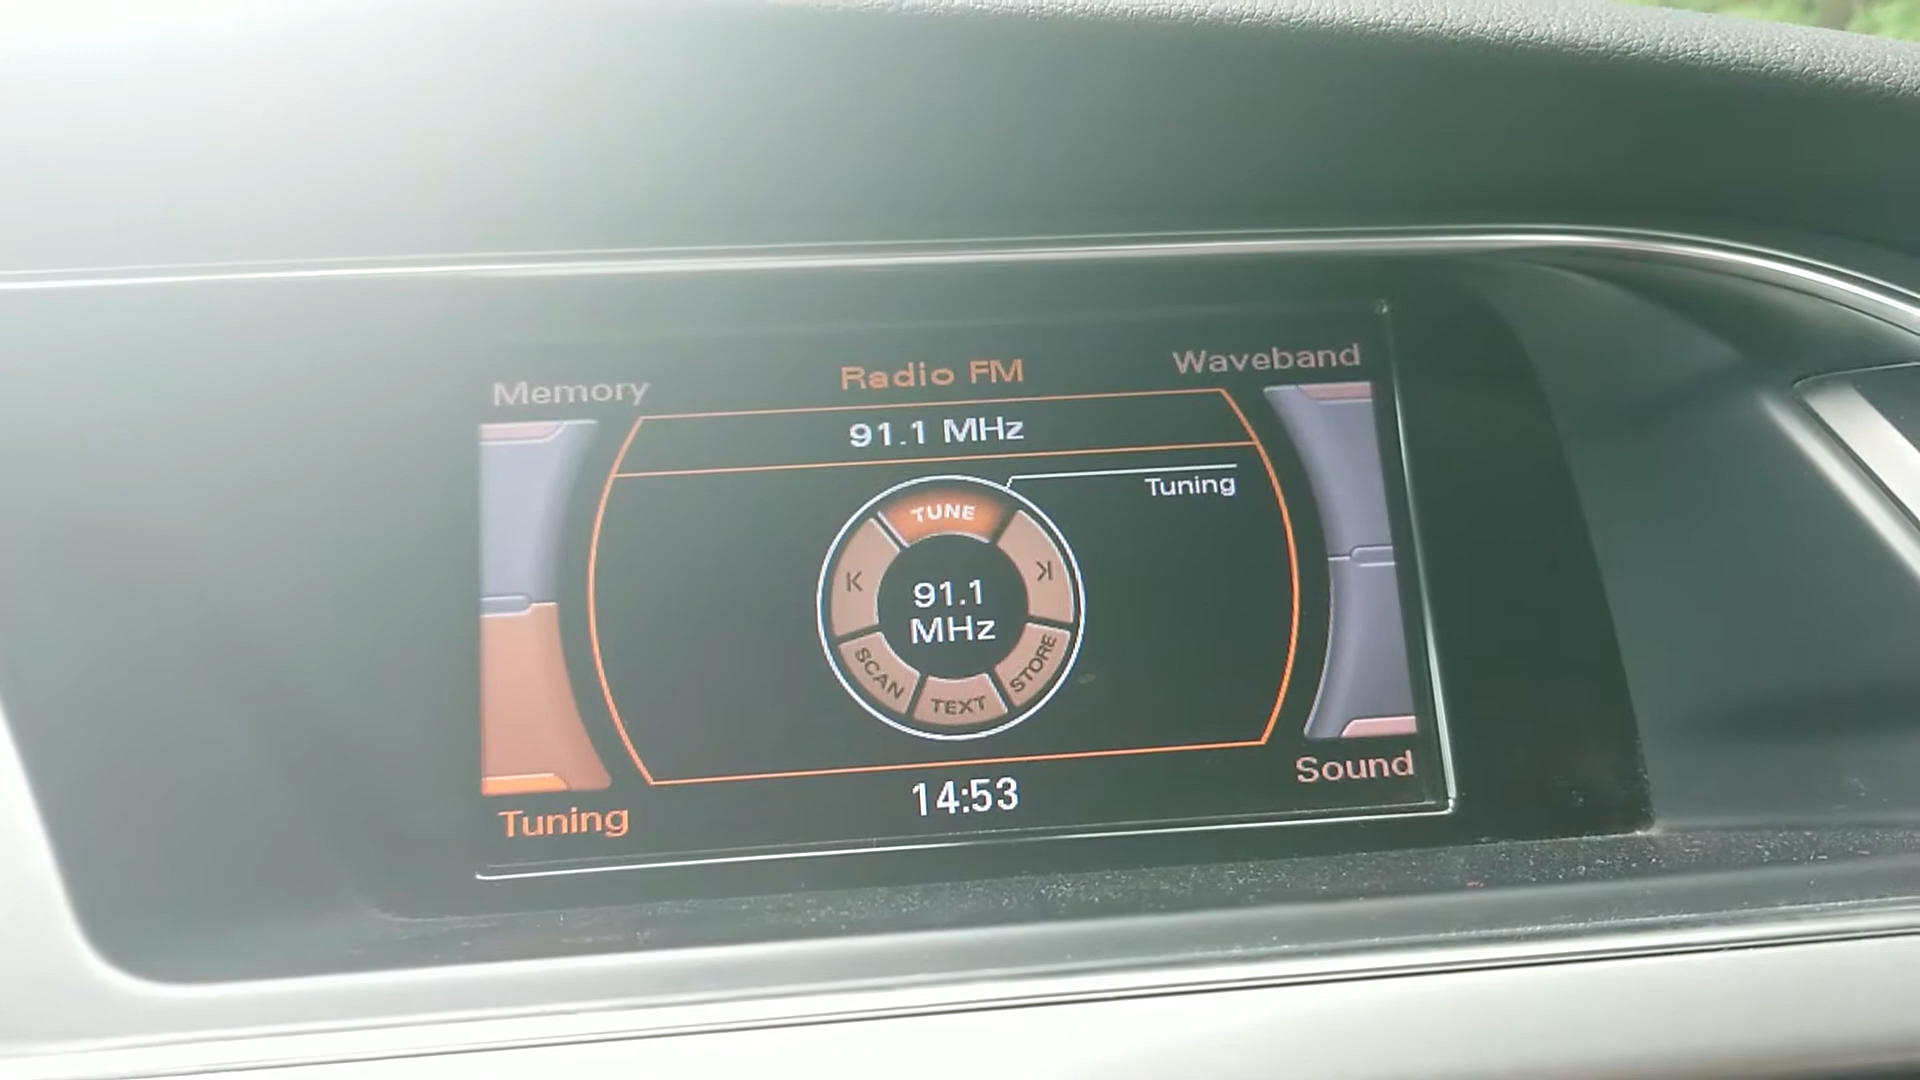 Memory
Radio FM
Waveband
91.1 MHz
Tuning
TUNE
91.1
MHz
SCAN
TEXT
STORE
Tuning
14:53
Sound